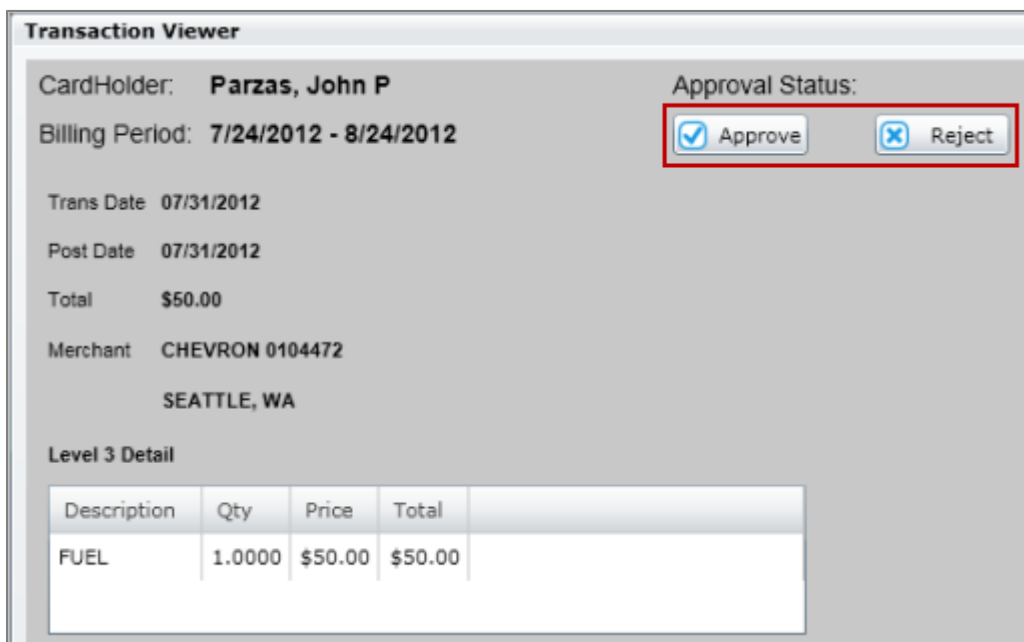 Transaction Viewer
CardHolder: Parzas, John P
Approval Status:
Billing Period: 7/24/2012 - 8/24/2012
Approve Reject
Trans Date 07/31/2012
Post Date 07/31/2012
Total $50.00
Merchant CHEVRON 0104472
SEATTLE, WA
Level 3 Detail
Description Qty Price Total
FUEL 1.0000 $50.00 $50.00